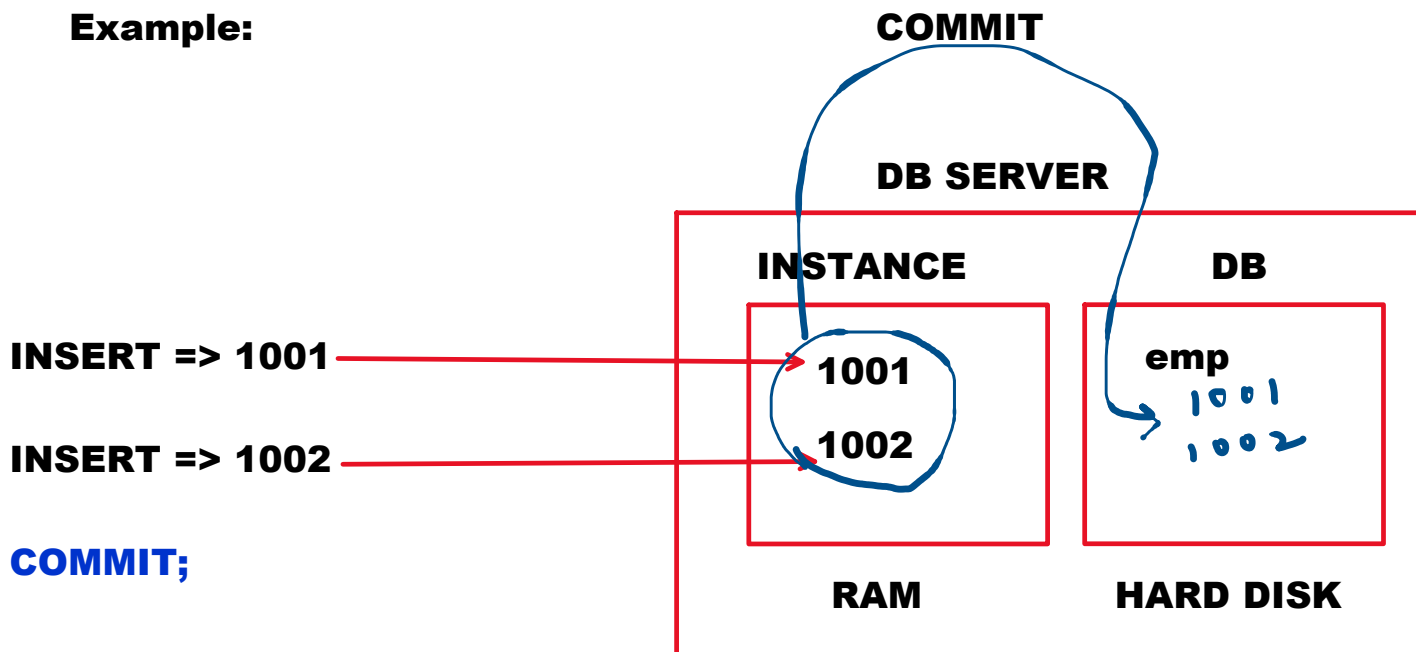 Example:
COMMIT
DB SERVER
INSTANCE
DB
INSERT => 1001
1001
emp
1001
INSERT => 1002
1002
1002
COMMIT;
RAM
HARD DISK